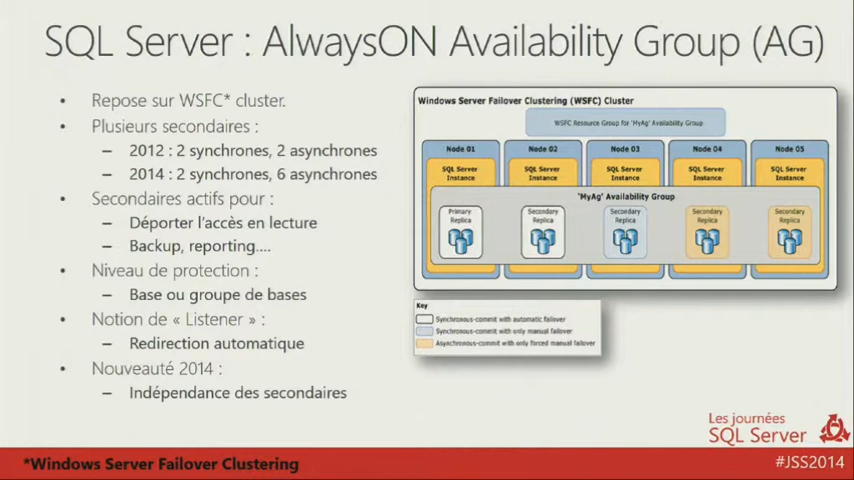 SQL Server : AlwaysON Availability Group (AG)
• Repose sur WSFC* cluster.
• Plusieurs secondaires :
– 2012 : 2 synchrones, 2 asynchrones
– 2014 : 2 synchrones, 6 asynchrones
• Secondaires actifs pour :
– Déporter l'accès en lecture
– Backup, reporting....
• Niveau de protection :
– Base ou groupe de bases
• Notion de « Listener » :
– Redirection automatique
• Nouveauté 2014 :
– Indépendance des secondaires
Windows Server Failover Clustering (WSFC) Cluster
WSFC Resource Group for 'MyAg' Availability Group
Node 01 Node 02 Node 03 Node 04 Node 05
SQL Server SQL Server SQL Server SQL Server SQL Server
Instance Instance Instance Instance Instance
'MyAg' Availability Group
Primary Secondary Secondary Secondary Secondary
Replica Replica Replica Replica Replica
Key
Synchronous-commit with automatic failover
Synchronous-commit with only manual failover
Asynchronous-commit with only forced manual failover
Les journées
SQL Server
*Windows Server Failover Clustering
#JSS2014